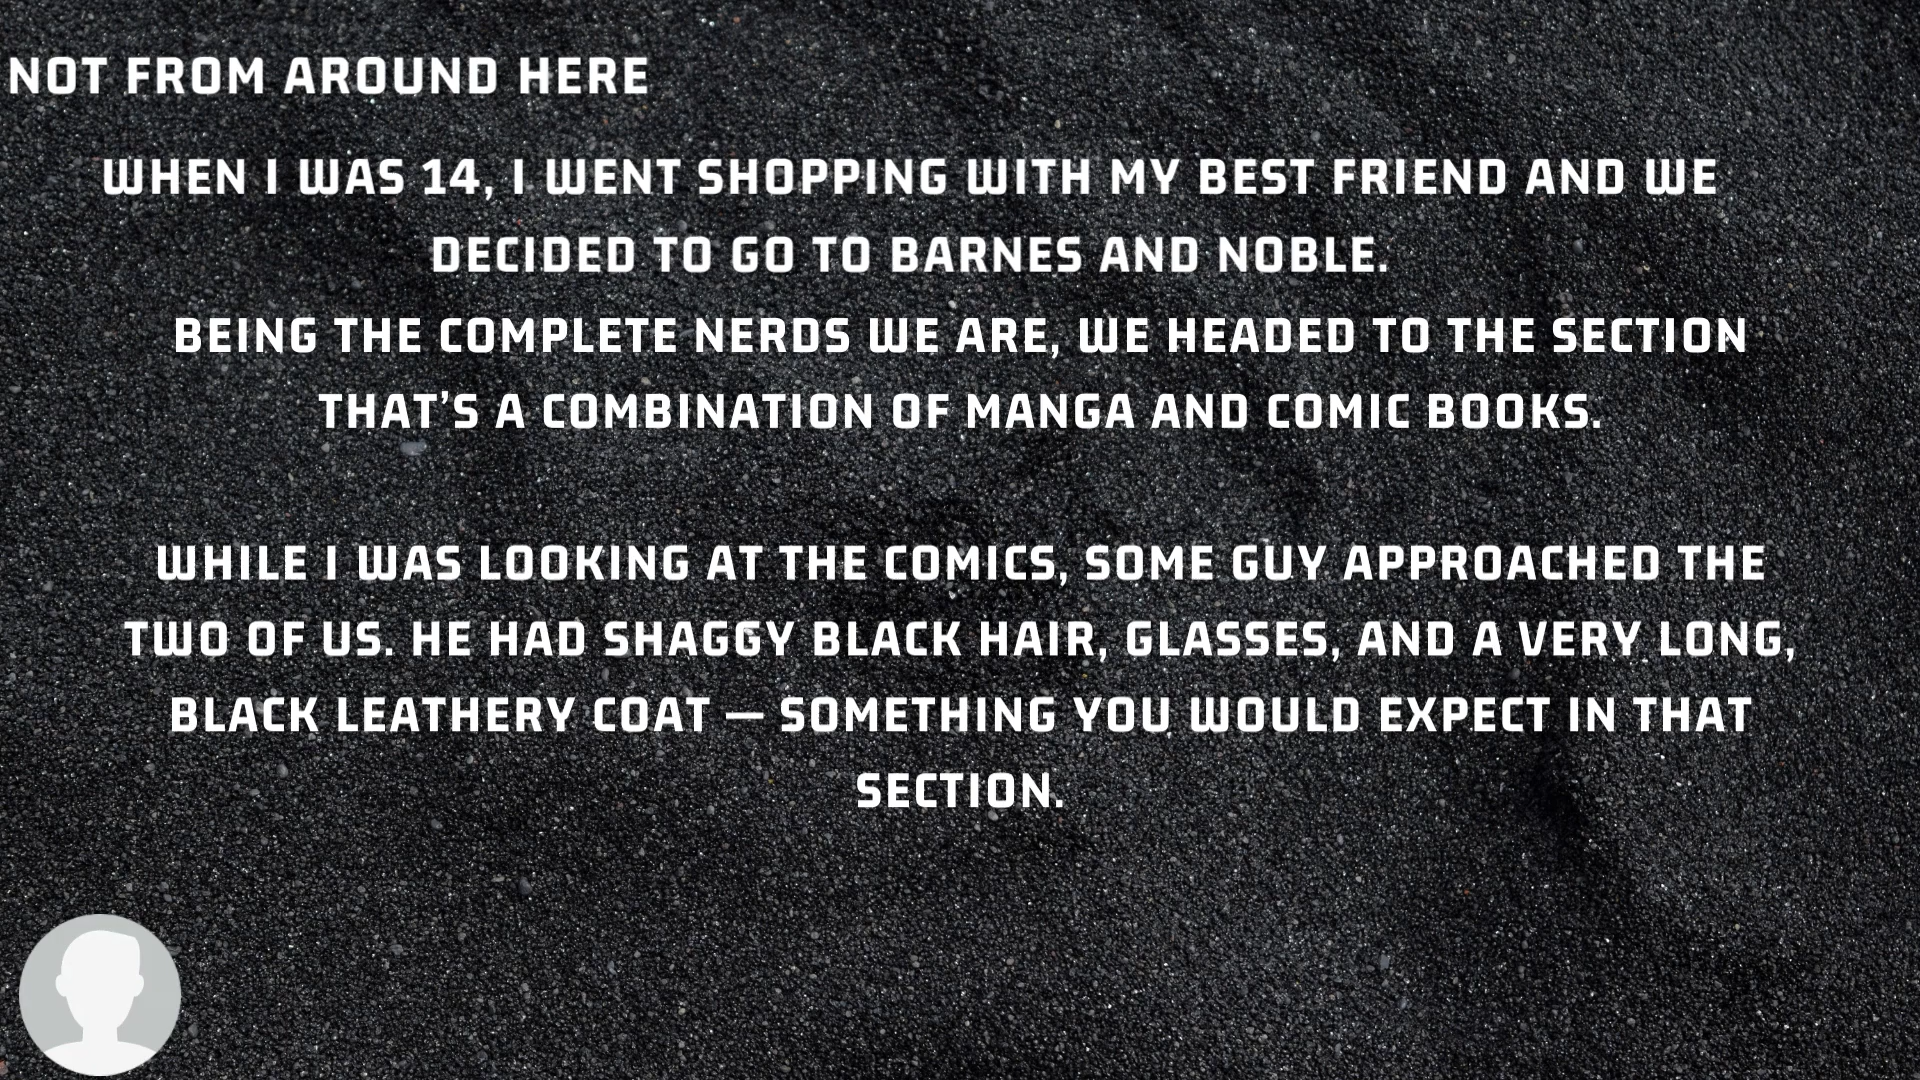 NOT FROM AROUND HERE
WHEN I WAS 14, I WENT SHOPPING WITH MY BEST FRIEND AND WE
DECIDED TO GO TO BARNES AND NOBLE.
BEING THE COMPLETE NERDS WE ARE, WE HEADED TO THE SECTION
THAT'S A COMBINATION OF MANGA AND COMIC BOOKS.
WHILE I WAS LOOKING AT THE COMICS, SOME GUY APPROACHED THE
TWO OF US. HE HAD SHAGGY BLACK HAIR, GLASSES, AND A VERY LONG,
BLACK LEATHERY COAT — SOMETHING YOU WOULD EXPECT IN THAT
SECTION.